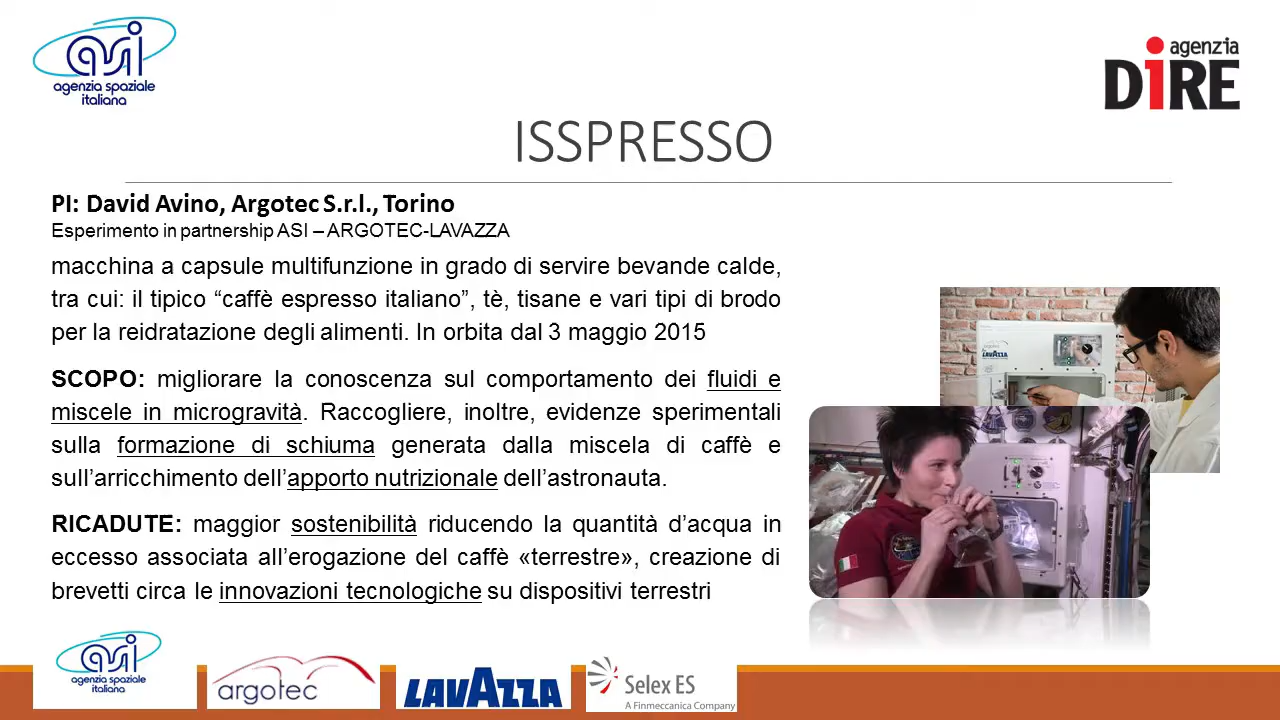 asi
agenzia spaziale
italiana
agenzia
DiRE
ISSPRESSO
PI: David Avino, Argotec S.r.l., Torino
Esperimento in partnership ASI – ARGOTEC-LAVAZZA
macchina a capsule multifunzione in grado di servire bevande calde,
tra cui: il tipico “caffè espresso italiano”, tè, tisane e vari tipi di brodo
per la reidratazione degli alimenti. In orbita dal 3 maggio 2015
SCOPO: migliorare la conoscenza sul comportamento dei fluidi e
miscele in microgravità. Raccogliere, inoltre, evidenze sperimentali
sulla formazione di schiuma generata dalla miscela di caffè e
sull’arricchimento dell’apporto nutrizionale dell’astronauta.
RICADUTE: maggior sostenibilità riducendo la quantità d’acqua in
eccesso associata all’erogazione del caffè «terrestre», creazione di
brevetti circa le innovazioni tecnologiche su dispositivi terrestri
argotec
LAVAZZA
asi
agenzia spaziale
italiana
argotec
LAVAZZA
Selex ES
A Finmeccanica Company